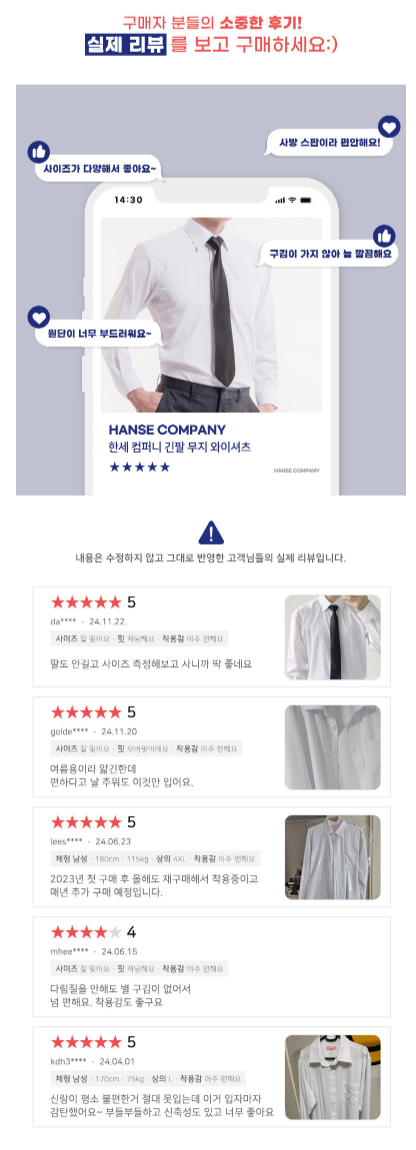 구매자 분들의 소중한 후기!
실제 리뷰 를 보고 구매하세요:)
사방 스판이라 편안해요!
사이즈가 다양해서 좋아요~
14:30
구김이 가지 않아 늘 깔끔해요
원단이 너무 부드러워요~
HANSE COMPANY
한세 컴퍼니 긴팔 무지 와이셔츠
★★★★★
HANSE COMPANY
내용은 수정하지 않고 그대로 반영한 고객님들의 실제 리뷰입니다.
★★★★★ 5
da**** · 24.11.22.
사이즈 잘 맞아요 · 핏 적당해요 · 착용감 아주 편해요
팔도 안길고 사이즈 측정해보고 사니까 딱 좋네요
★★★★★ 5
golde**** · 24.11.20
사이즈 잘 맞아요 · 핏 오버핏이에요 · 착용감 아주 편해요
여름용이라 얇긴한데
편하다고 날 추워도 이것만 입어요.
★★★★★ 5
lees**** · 24.06.23
체형 남성 · 180cm · 115kg · 상의 4XL · 착용감 아주 편해요
2023년 첫 구매 후 올해도 재구매해서 착용중이고
매년 추가 구매 예정입니다.
★★★★★ 4
mhee**** · 24.06.15
사이즈 잘 맞아요 · 핏 적당해요 · 착용감 아주 편해요
다림질을 안해도 별 구김이 없어서
넘 편해요. 착용감도 좋구요
★★★★★ 5
kdh3**** · 24.04.01
체형 남성 · 170cm · 75kg · 상의 L · 착용감 아주 편해요
신랑이 평소 불편한거 절대 못입는데 이거 입자마자
감탄했어요~ 부들부들하고 신축성도 있고 너무 좋아요